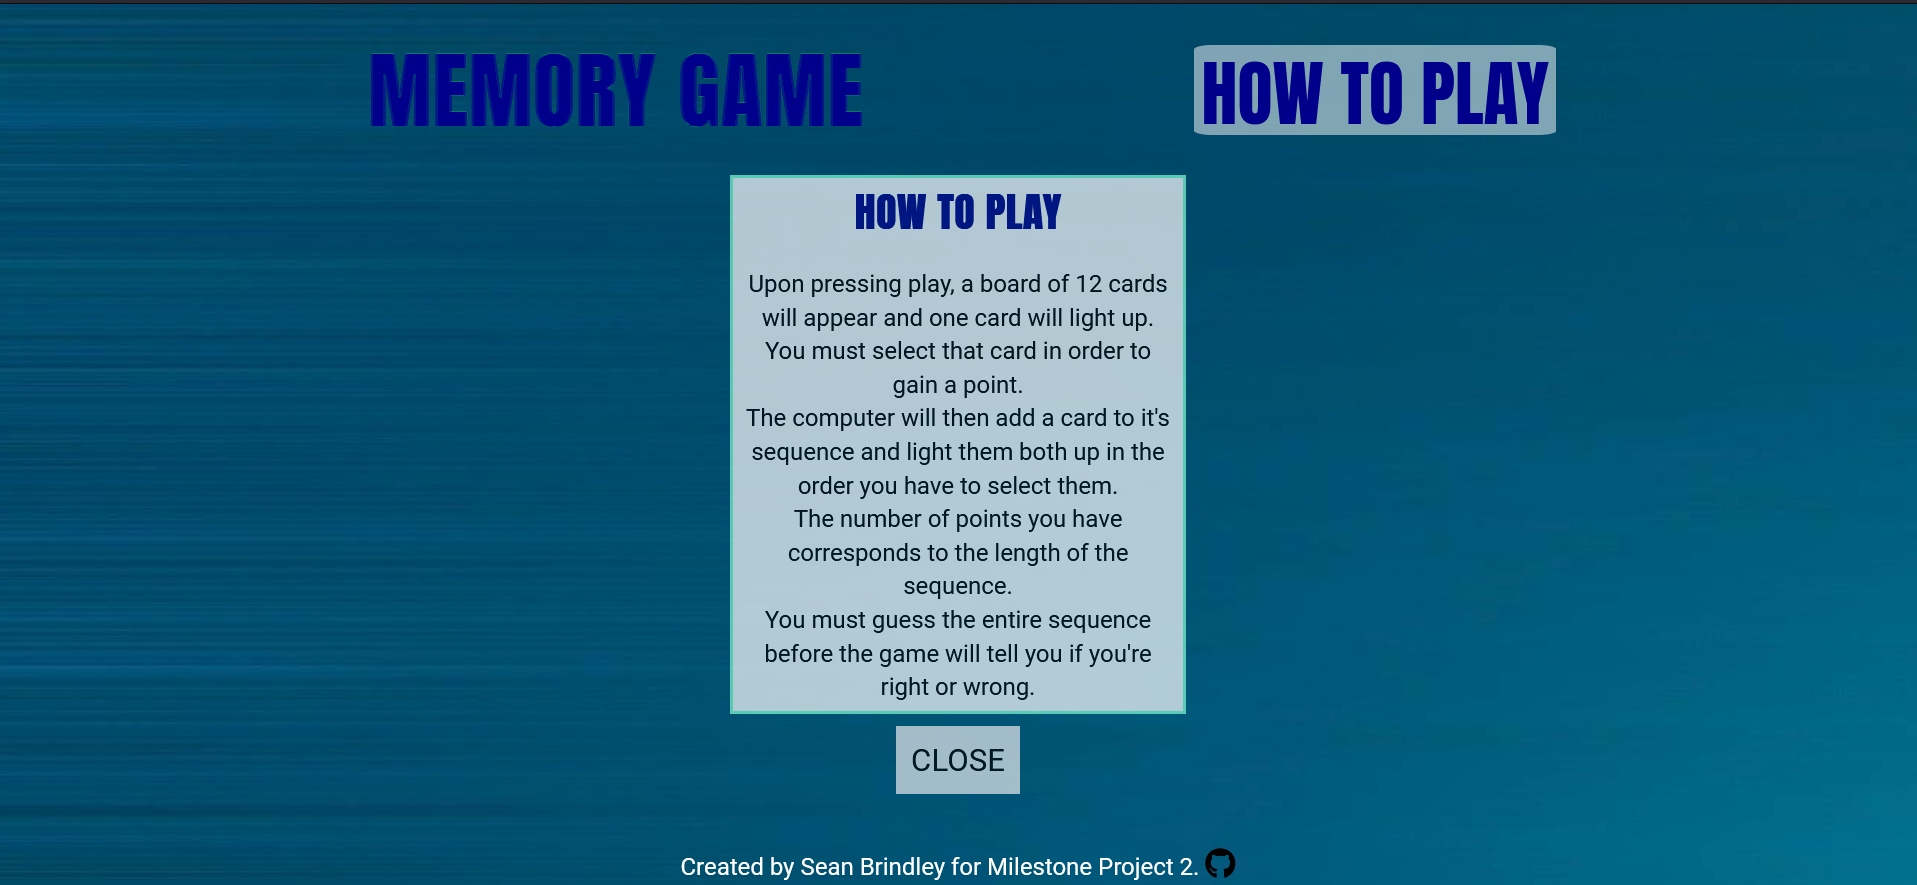 MEMORY GAME
HOW TO PLAY
HOW TO PLAY
Upon pressing play, a board of 12 cards
will appear and one card will light up.
You must select that card in order to
gain a point.
The computer will then add a card to it's
sequence and light them both up in the
order you have to select them.
The number of points you have
corresponds to the length of the
sequence.
You must guess the entire sequence
before the game will tell you if you're
right or wrong.
CLOSE
Created by Sean Brindley for Milestone Project 2.